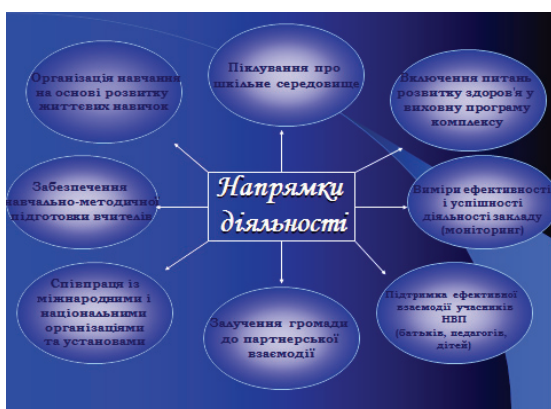 Організація навчання
на основі розвитку
життєвих навичок
Піклування про
шкільне середовище
Включення питань
розвитку здоров'я у
виховну програму
комплексу
Забезпечення
навчально-методичної
підготовки вчителів
Напрямки
діяльності
Виміри ефективності
і успішності
діяльності закладу
(моніторинг)
Співпраця із
міжнародними і
національними
організаціями
та установами
Залучення громади
до партнерської
взаємодії
Підтримка ефективної
взаємодії учасників
НВП
(батьків, педагогів,
дітей)